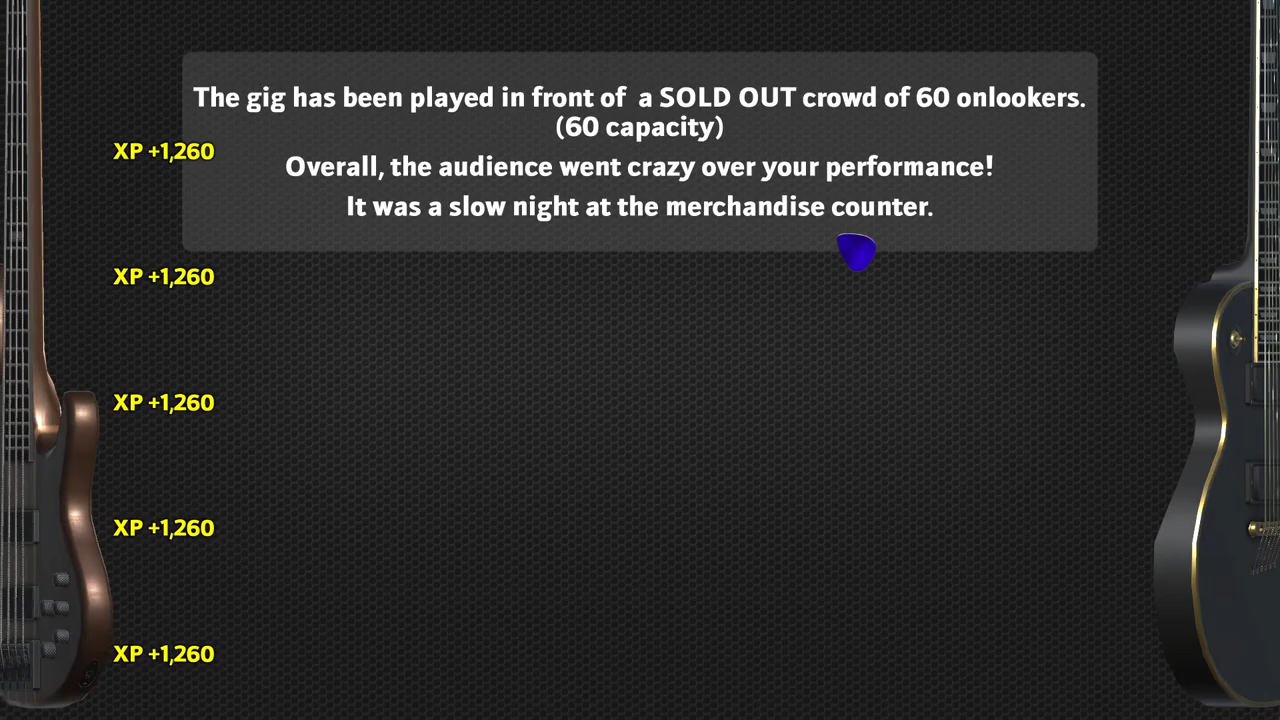 The gig has been played in front of a SOLD OUT crowd of 60 onlookers.
(60 capacity)
XP +1,260
Overall, the audience went crazy over your performance!
It was a slow night at the merchandise counter.
XP +1,260
XP +1,260
XP +1,260
XP +1,260